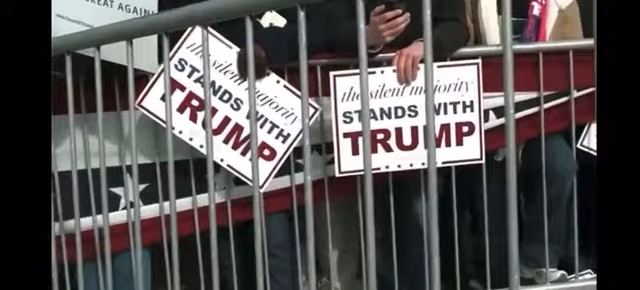 GREAT AGAIN
the silent majority
STANDS WITH
TRUMP
the silent majority
STANDS WITH
TRUMP